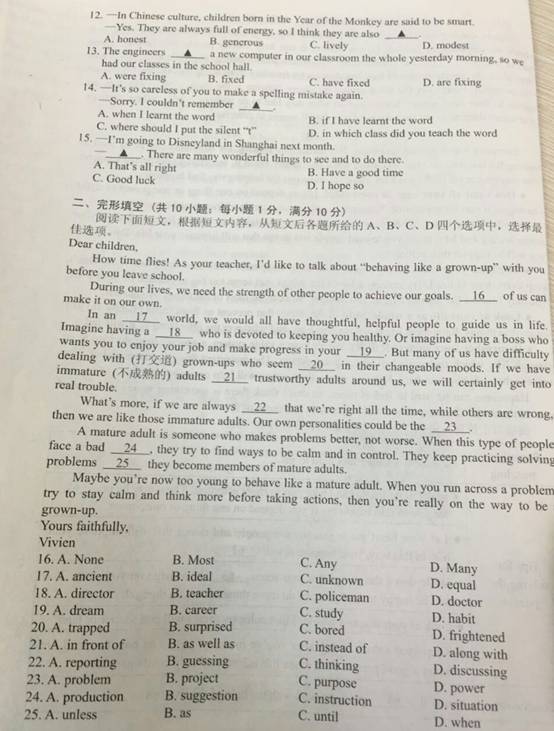 12. —In Chinese culture, children born in the Year of the Monkey are said to be smart.
—Yes. They are always full of energy, so I think they are also ▲ .
A. honest B. generous C. lively D. modest
13. The engineers ▲ a new computer in our classroom the whole yesterday morning, so we
had our classes in the school hall.
A. were fixing B. fixed C. have fixed D. are fixing
14. —It's so careless of you to make a spelling mistake again.
—Sorry. I couldn't remember ▲ .
A. when I learnt the word B. if I have learnt the word
C. where should I put the silent "t" D. in which class did you teach the word
15. —I'm going to Disneyland in Shanghai next month.
— ▲ . There are many wonderful things to see and to do there.
A. That's all right B. Have a good time
C. Good luck D. I hope so
二、完形填空（共 10 小题；每小题 1 分，满分 10 分）
阅读下面短文，根据短文内容，从短文后各题所给的 A、B、C、D 四个选项中，选择最
佳选项。
Dear children,
How time flies! As your teacher, I'd like to talk about "behaving like a grown-up" with you
before you leave school.
During our lives, we need the strength of other people to achieve our goals. 16 of us can
make it on our own.
In an 17 world, we would all have thoughtful, helpful people to guide us in life.
Imagine having a 18 who is devoted to keeping you healthy. Or imagine having a boss who
wants you to enjoy your job and make progress in your 19 . But many of us have difficulty
dealing with (打交道) grown-ups who seem 20 in their changeable moods. If we have
immature (不成熟的) adults 21 trustworthy adults around us, we will certainly get into
real trouble.
What's more, if we are always 22 that we're right all the time, while others are wrong,
then we are like those immature adults. Our own personalities could be the 23 .
A mature adult is someone who makes problems better, not worse. When this type of people
face a bad 24 , they try to find ways to be calm and in control. They keep practicing solving
problems 25 they become members of mature adults.
Maybe you're now too young to behave like a mature adult. When you run across a problem
try to stay calm and think more before taking actions, then you're really on the way to be
grown-up.
Yours faithfully,
Vivien
16. A. None B. Most C. Any D. Many
17. A. ancient B. ideal C. unknown D. equal
18. A. director B. teacher C. policeman D. doctor
19. A. dream B. career C. study D. habit
20. A. trapped B. surprised C. bored D. frightened
21. A. in front of B. as well as C. instead of D. along with
22. A. reporting B. guessing C. thinking D. discussing
23. A. problem B. project C. purpose D. power
24. A. production B. suggestion C. instruction D. situation
25. A. unless B. as C. until D. when